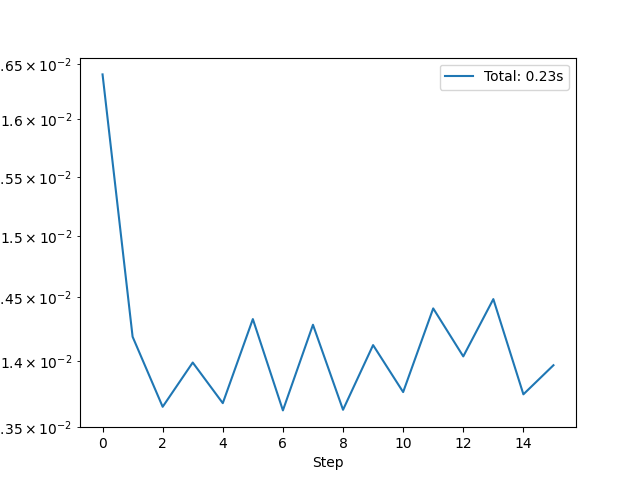 .65 × 10⁻²
Total: 0.23s
1.6 × 10⁻²
.55 × 10⁻²
1.5 × 10⁻²
.45 × 10⁻²
1.4 × 10⁻²
.35 × 10⁻²
0 2 4 6 8 10 12 14
Step